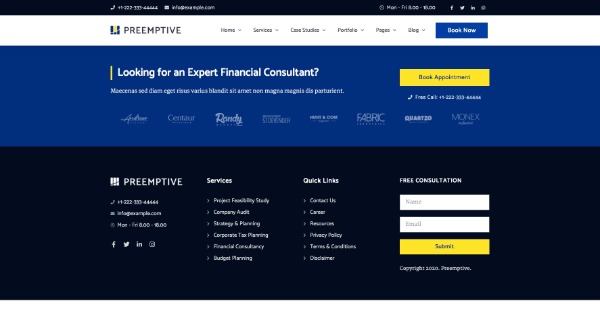 +1-222-333-44444 info@example.com Mon - Fri 8.00 - 18.00
PREEMPTIVE Home Services Case Studies Portfolio Pages Blog Book Now
Looking for an Expert Financial Consultant?
Maecenas sed diam eget risus varius blandit sit amet non magna magnis dis parturient.
Book Appointment
Free Call: +1-222-333-44444
Centaur Randy HUNT & COM FABRIC QUARTZO MONEX
PREEMPTIVE
+1-222-333-44444
info@example.com
Mon - Fri 8.00 - 18.00
Services
Project Feasibility Study
Company Audit
Strategy & Planning
Corporate Tax Planning
Financial Consultancy
Budget Planning
Quick Links
Contact Us
Career
Resources
Privacy Policy
Terms & Conditions
Disclaimer
FREE CONSULTATION
Name
Email
Submit
Copyright 2020. Preemptive.